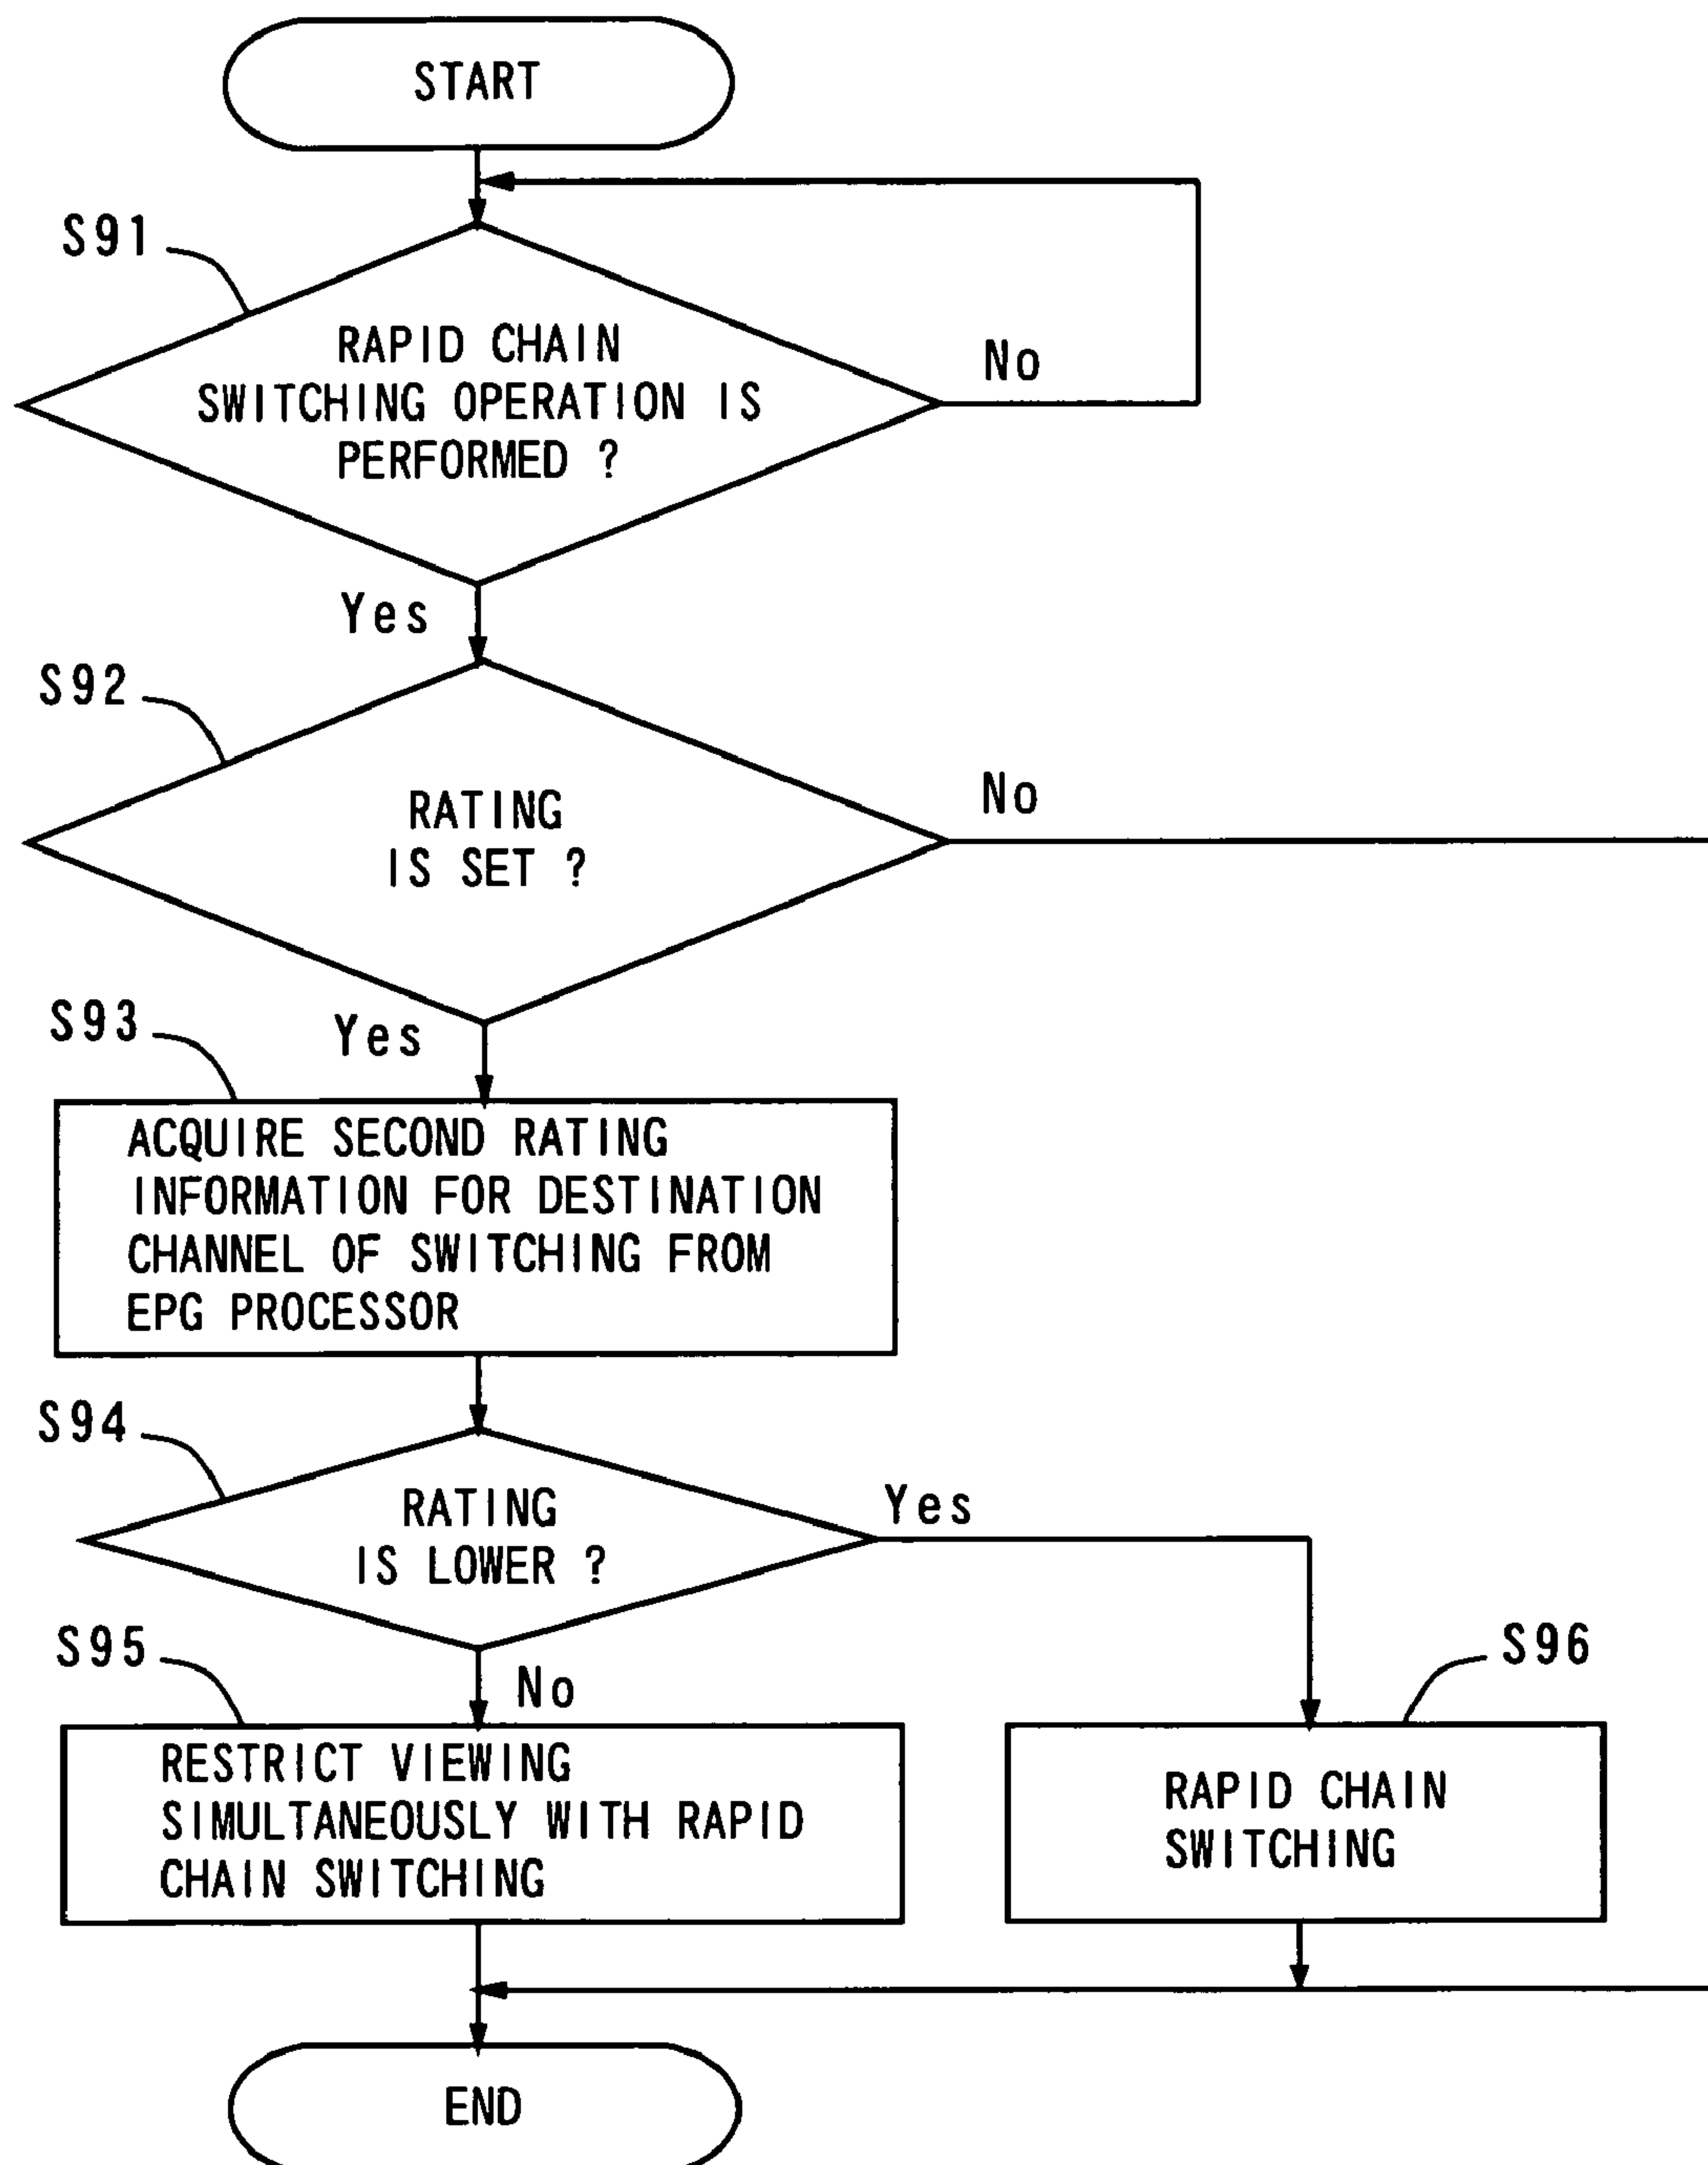 START
S91
RAPID CHAIN
SWITCHING OPERATION IS
PERFORMED ?
No
Yes
S92
RATING
IS SET ?
No
Yes
S93
ACQUIRE SECOND RATING
INFORMATION FOR DESTINATION
CHANNEL OF SWITCHING FROM
EPG PROCESSOR
S94
RATING
IS LOWER ?
Yes
No
S95
RESTRICT VIEWING
SIMULTANEOUSLY WITH RAPID
CHAIN SWITCHING
S96
RAPID CHAIN
SWITCHING
END